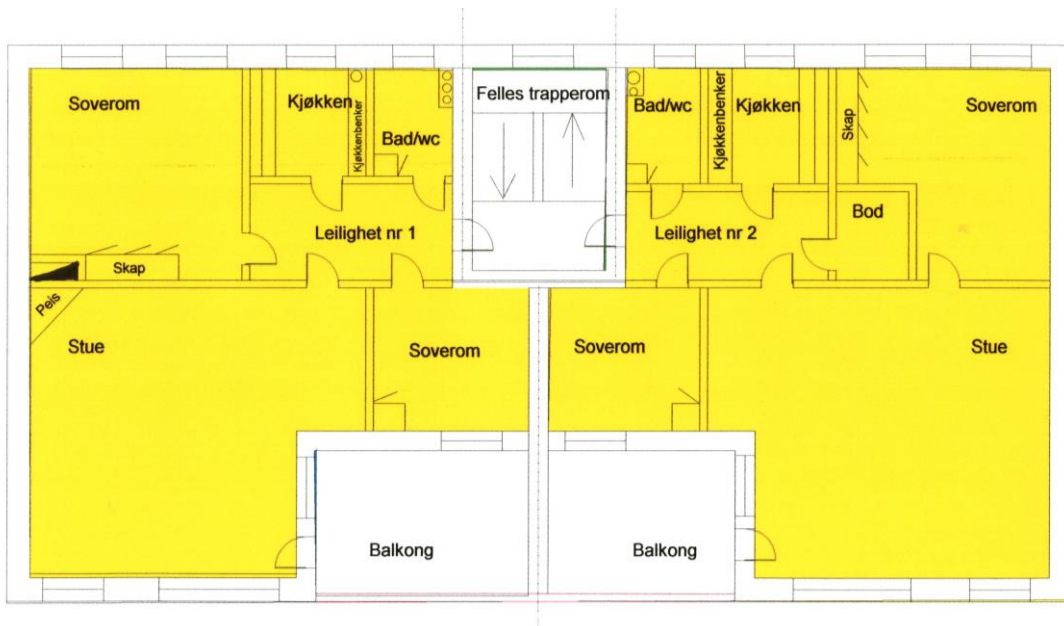 Soverom
Kjøkken
Kjøkkenbenker
Bad/wc
Felles trapperom
Bad/wc
Kjøkkenbenker
Kjøkken
Skap
Soverom
Leilighet nr 1
Leilighet nr 2
Bod
Skap
Peis
Stue
Soverom
Soverom
Stue
Balkong
Balkong